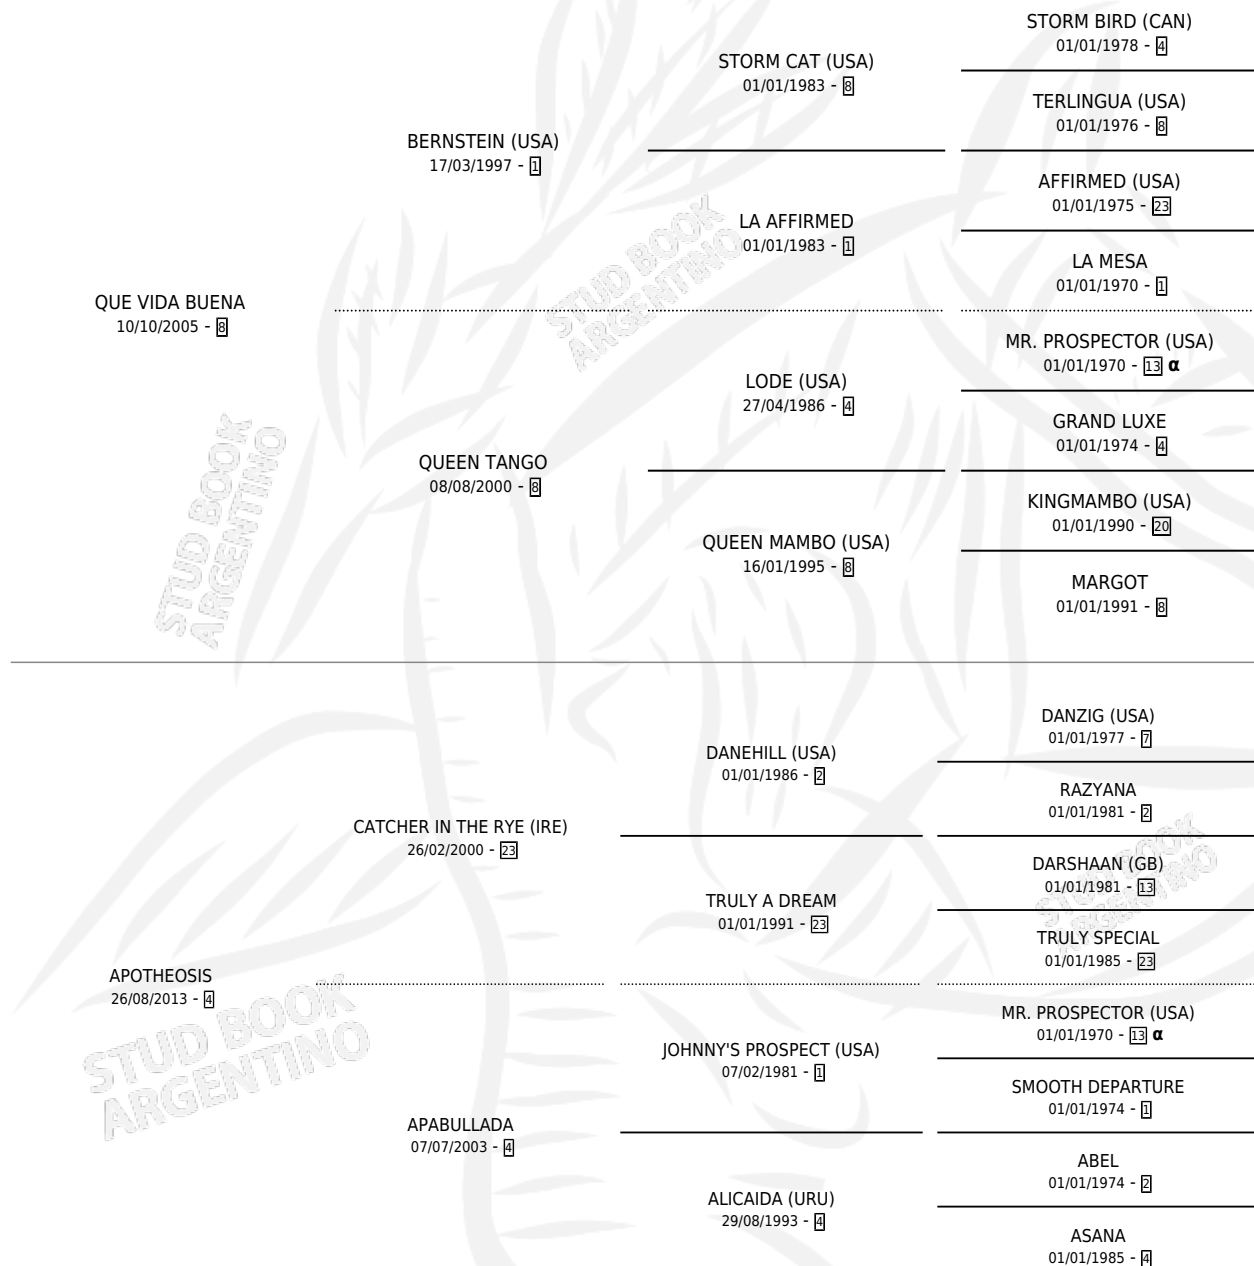 STORM BIRD (CAN)
01/01/1978 - 4
STORM CAT (USA)
01/01/1983 - 8
TERLINGUA (USA)
01/01/1976 - 8
BERNSTEIN (USA)
17/03/1997 - 1
AFFIRMED (USA)
01/01/1975 - 23
LA AFFIRMED
01/01/1983 - 1
LA MESA
01/01/1970 - 1
QUE VIDA BUENA
10/10/2005 - 8
MR. PROSPECTOR (USA)
01/01/1970 - 13 α
LODE (USA)
27/04/1986 - 4
GRAND LUXE
01/01/1974 - 4
QUEEN TANGO
08/08/2000 - 8
KINGMAMBO (USA)
01/01/1990 - 20
QUEEN MAMBO (USA)
16/01/1995 - 8
MARGOT
01/01/1991 - 8
DANZIG (USA)
01/01/1977 - 7
DANEHILL (USA)
01/01/1986 - 2
RAZYANA
01/01/1981 - 2
CATCHER IN THE RYE (IRE)
26/02/2000 - 23
DARSHAAN (GB)
01/01/1981 - 13
TRULY A DREAM
01/01/1991 - 23
TRULY SPECIAL
01/01/1985 - 23
APOTHEOSIS
26/08/2013 - 4
MR. PROSPECTOR (USA)
01/01/1970 - 13 α
JOHNNY'S PROSPECT (USA)
07/02/1981 - 1
SMOOTH DEPARTURE
01/01/1974 - 1
APABULLADA
07/07/2003 - 4
ABEL
01/01/1974 - 2
ALICAIDA (URU)
29/08/1993 - 4
ASANA
01/01/1985 - 4
STUD BOOK
ARGENTINO
STUD BOOK
ARGENTINO
STUD BOOK
ARGENTINO
STUD BOOK
ARGENTINO